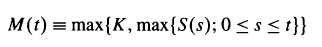 M(t) ≡ max{K, max{S(s); 0 ≤ s ≤ t}}